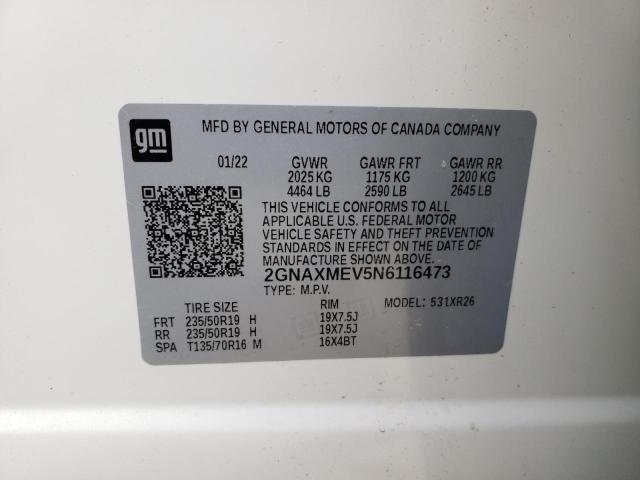 gm
MFD BY GENERAL MOTORS OF CANADA COMPANY
01/22 GVWR GAWR FRT GAWR RR
2025 KG 1175 KG 1200 KG
4464 LB 2590 LB 2645 LB
THIS VEHICLE CONFORMS TO ALL
APPLICABLE U.S. FEDERAL MOTOR
VEHICLE SAFETY AND THEFT PREVENTION
STANDARDS IN EFFECT ON THE DATE OF
MANUFACTURE SHOWN ABOVE.
2GNAXMEV5N6116473
TYPE: M.P.V. MODEL: 531XR26
TIRE SIZE RIM
FRT 235/50R19 H 19X7.5J
RR 235/50R19 H 19X7.5J
SPA T135/70R16 M 16X4BT